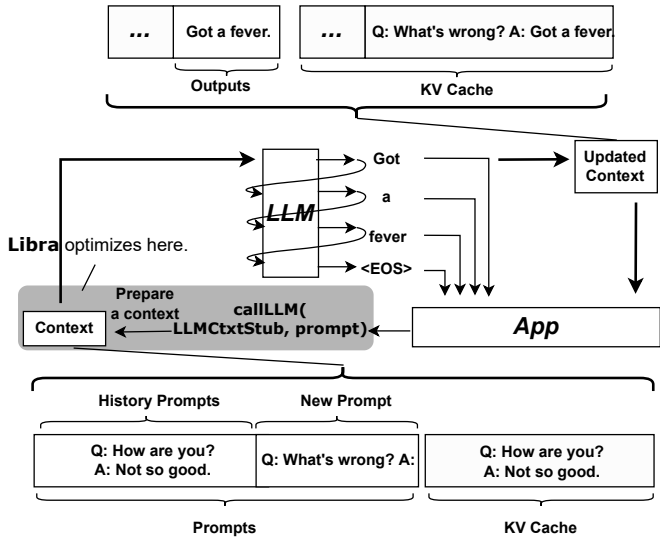 ... Got a fever. ... Q: What's wrong? A: Got a fever.
Outputs KV Cache
Got
Updated
Context
a
LLM
fever
Libra optimizes here.
<EOS>
Prepare
a context
callLLM(
LLMCtxtStub, prompt)
Context
App
History Prompts New Prompt
Q: How are you?
A: Not so good.
Q: What's wrong? A:
Q: How are you?
A: Not so good.
Prompts KV Cache